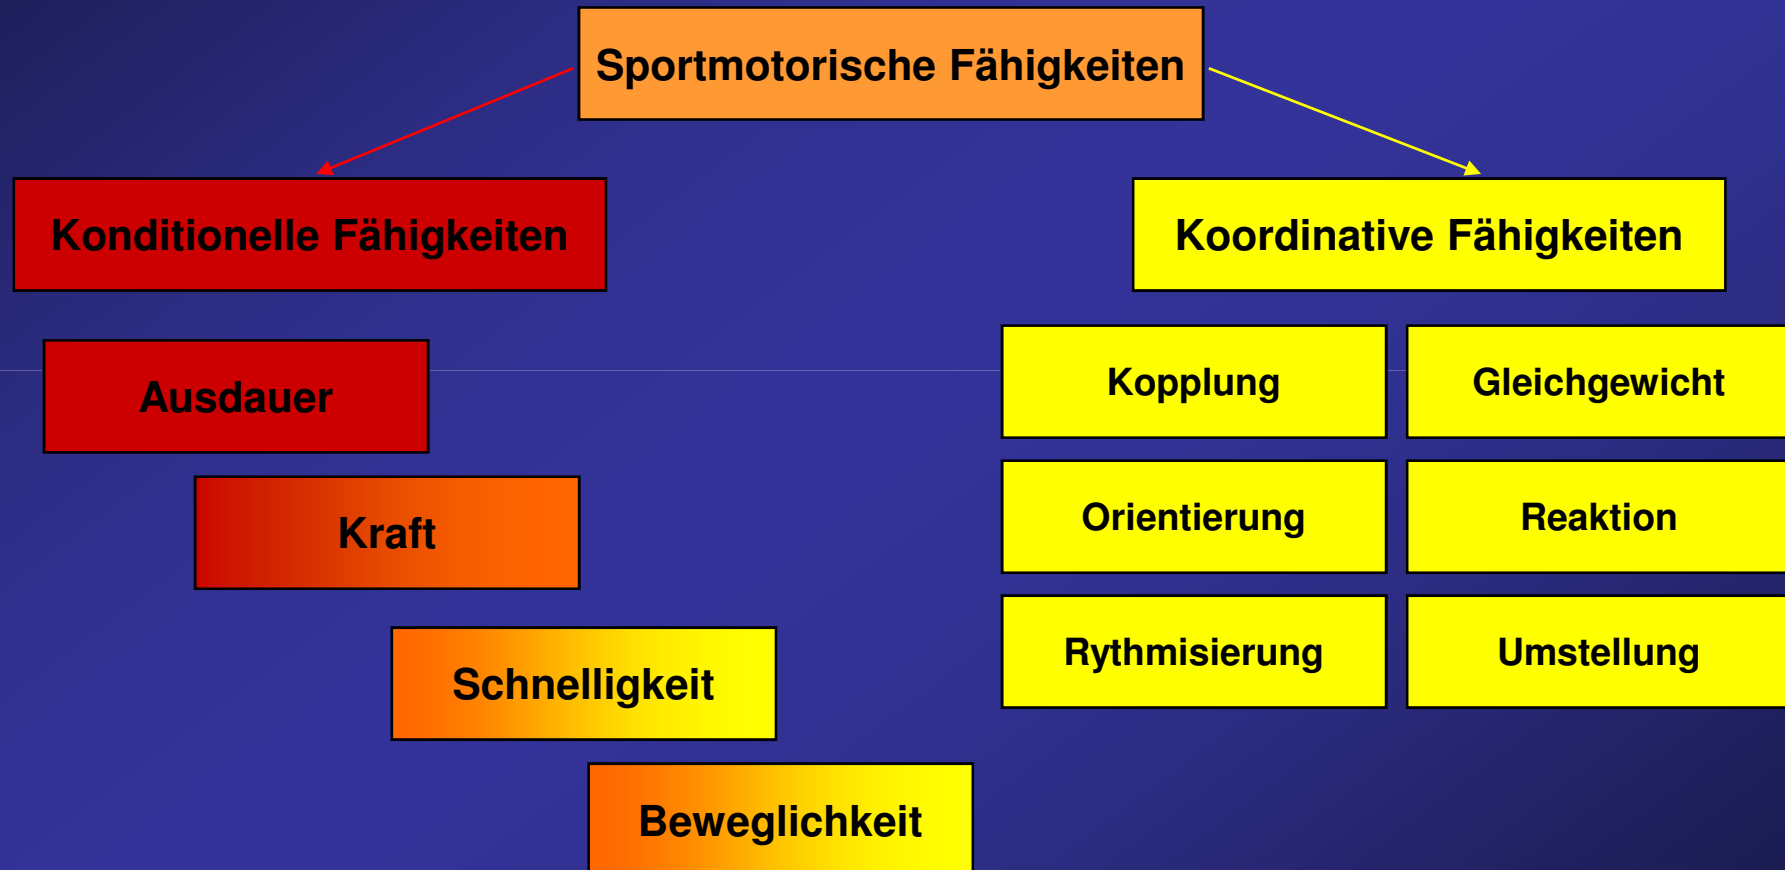 Sportmotorische Fähigkeiten
Konditionelle Fähigkeiten
Koordinative Fähigkeiten
Ausdauer
Kraft
Schnelligkeit
Beweglichkeit
Kopplung
Gleichgewicht
Orientierung
Reaktion
Rythmisierung
Umstellung